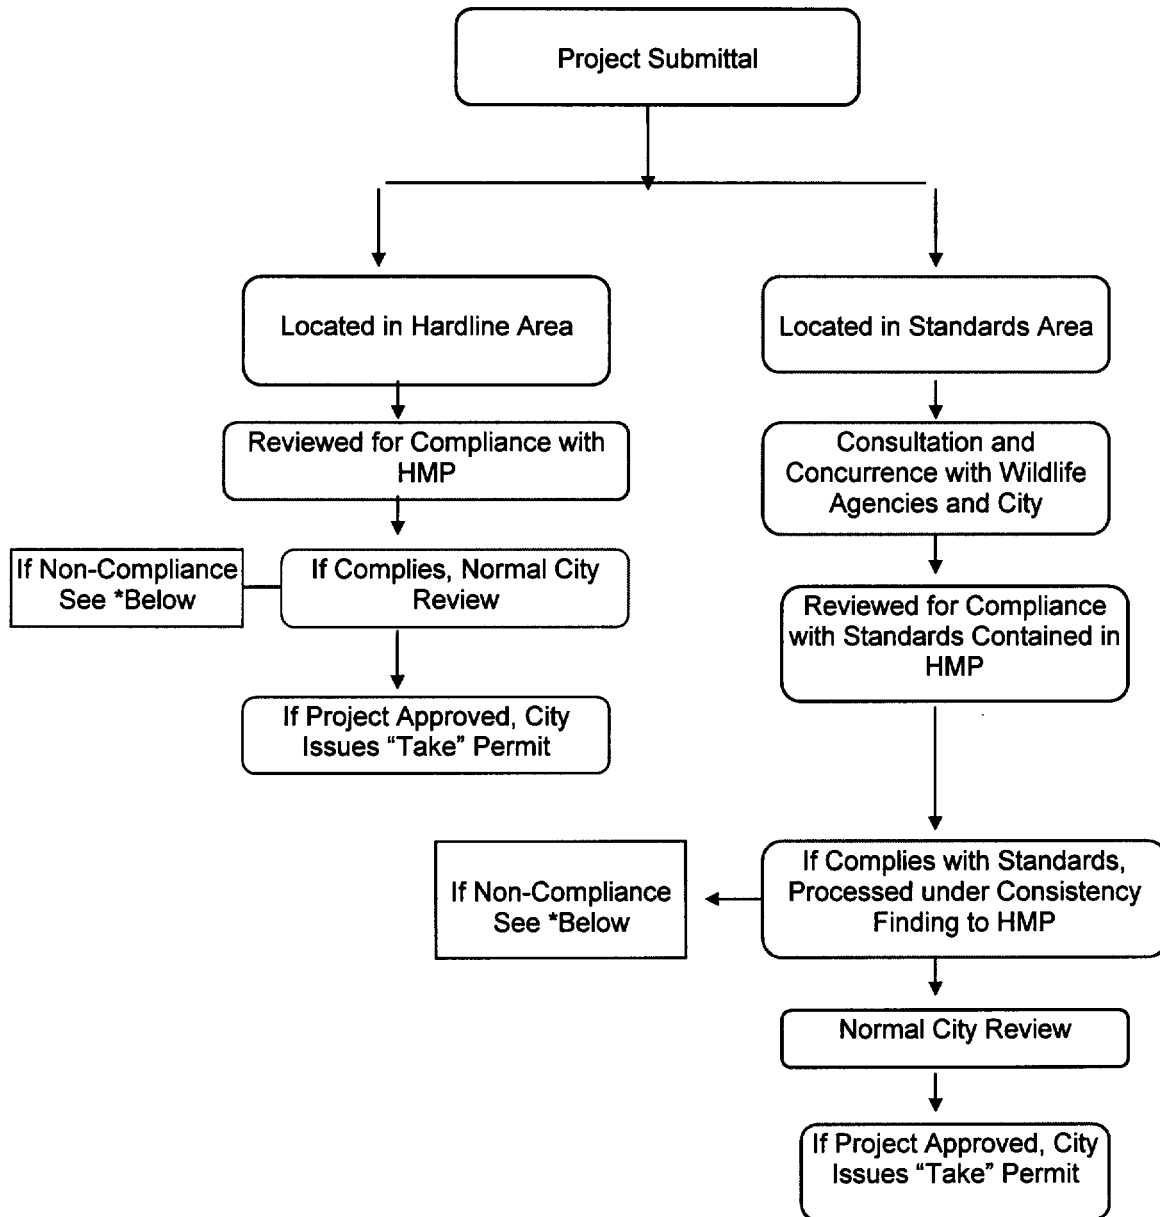 Project Submittal
Located in Hardline Area
Located in Standards Area
Reviewed for Compliance with
HMP
Consultation and
Concurrence with Wildlife
Agencies and City
If Non-Compliance
See *Below
If Complies, Normal City
Review
Reviewed for Compliance
with Standards Contained in
HMP
If Project Approved, City
Issues “Take” Permit
If Non-Compliance
See *Below
If Complies with Standards,
Processed under Consistency
Finding to HMP
Normal City Review
If Project Approved, City
Issues “Take” Permit